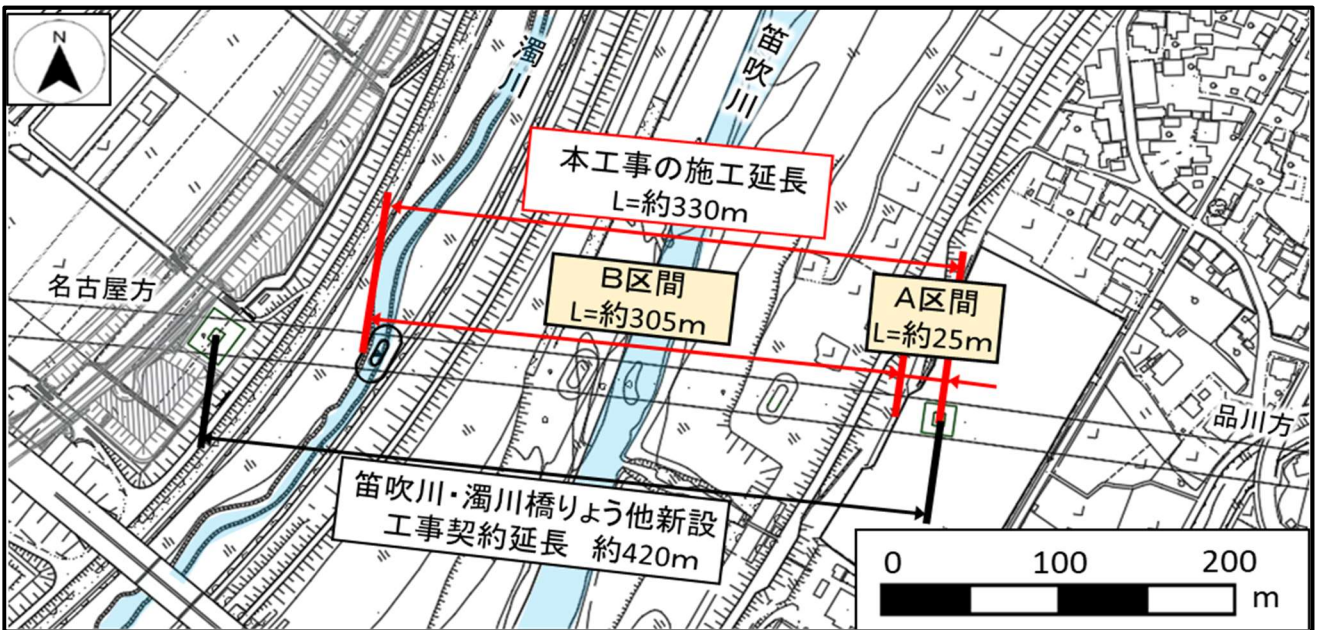 N
濁川
笛吹川
本工事の施工延長
L=約330m
名古屋方
B区間
L=約305m
A区間
L=約25m
品川方
笛吹川・濁川橋りょう他新設
工事契約延長 約420m
0 100 200
m